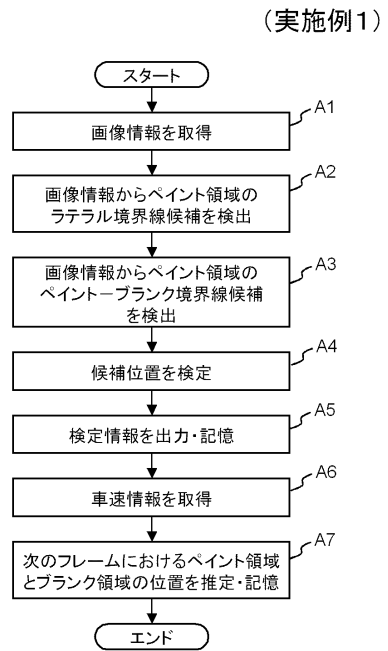 (実施例1)
スタート
A1
画像情報を取得
A2
画像情報からペイント領域の
ラテラル境界線候補を検出
A3
画像情報からペイント領域の
ペイント－ブランク境界線候補
を検出
A4
候補位置を検定
A5
検定情報を出力・記憶
A6
車速情報を取得
A7
次のフレームにおけるペイント領域
とブランク領域の位置を推定・記憶
エンド